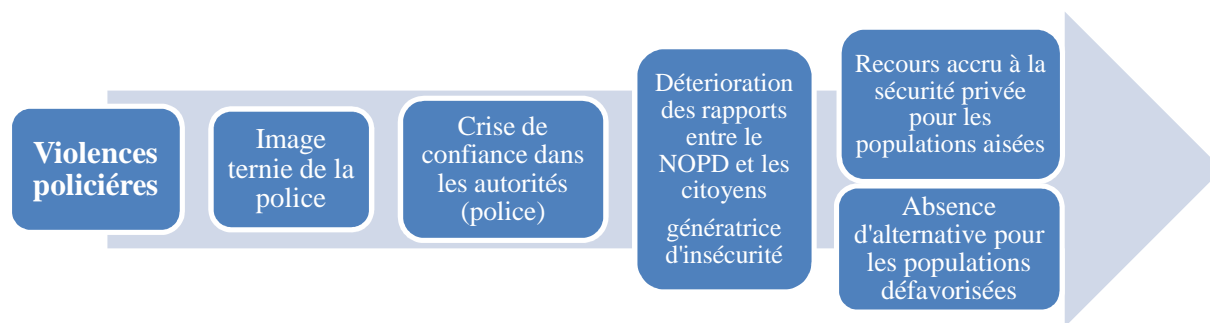 Violences
policiéres
Image
ternie de la
police
Crise de
confiance dans
les autorités
(police)
Déterioration
des rapports
entre le
NOPD et les
citoyens
génératrice
d'insécurité
Recours accru à la
sécurité privée
pour les
populations aisées
Absence
d'alternative pour
les populations
défavorisées